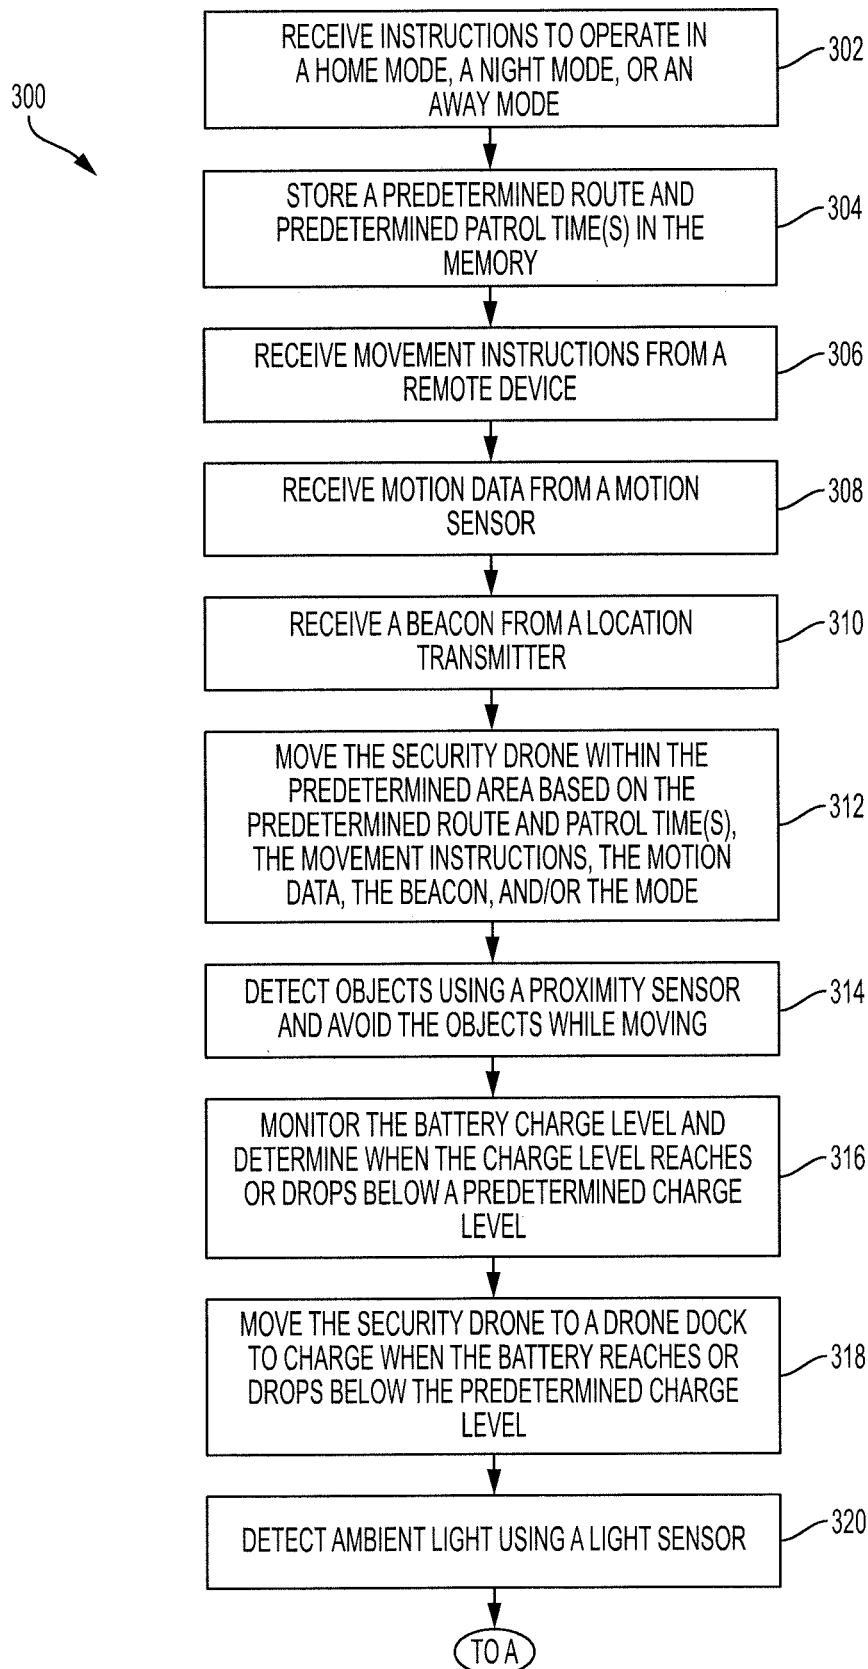 RECEIVE INSTRUCTIONS TO OPERATE IN
A HOME MODE, A NIGHT MODE, OR AN
AWAY MODE
302
300
STORE A PREDETERMINED ROUTE AND
PREDETERMINED PATROL TIME(S) IN THE
MEMORY
304
RECEIVE MOVEMENT INSTRUCTIONS FROM A
REMOTE DEVICE
306
RECEIVE MOTION DATA FROM A MOTION
SENSOR
308
RECEIVE A BEACON FROM A LOCATION
TRANSMITTER
310
MOVE THE SECURITY DRONE WITHIN THE
PREDETERMINED AREA BASED ON THE
PREDETERMINED ROUTE AND PATROL TIME(S),
THE MOVEMENT INSTRUCTIONS, THE MOTION
DATA, THE BEACON, AND/OR THE MODE
312
DETECT OBJECTS USING A PROXIMITY SENSOR
AND AVOID THE OBJECTS WHILE MOVING
314
MONITOR THE BATTERY CHARGE LEVEL AND
DETERMINE WHEN THE CHARGE LEVEL REACHES
OR DROPS BELOW A PREDETERMINED CHARGE
LEVEL
316
MOVE THE SECURITY DRONE TO A DRONE DOCK
TO CHARGE WHEN THE BATTERY REACHES OR
DROPS BELOW THE PREDETERMINED CHARGE
LEVEL
318
DETECT AMBIENT LIGHT USING A LIGHT SENSOR
320
TO A